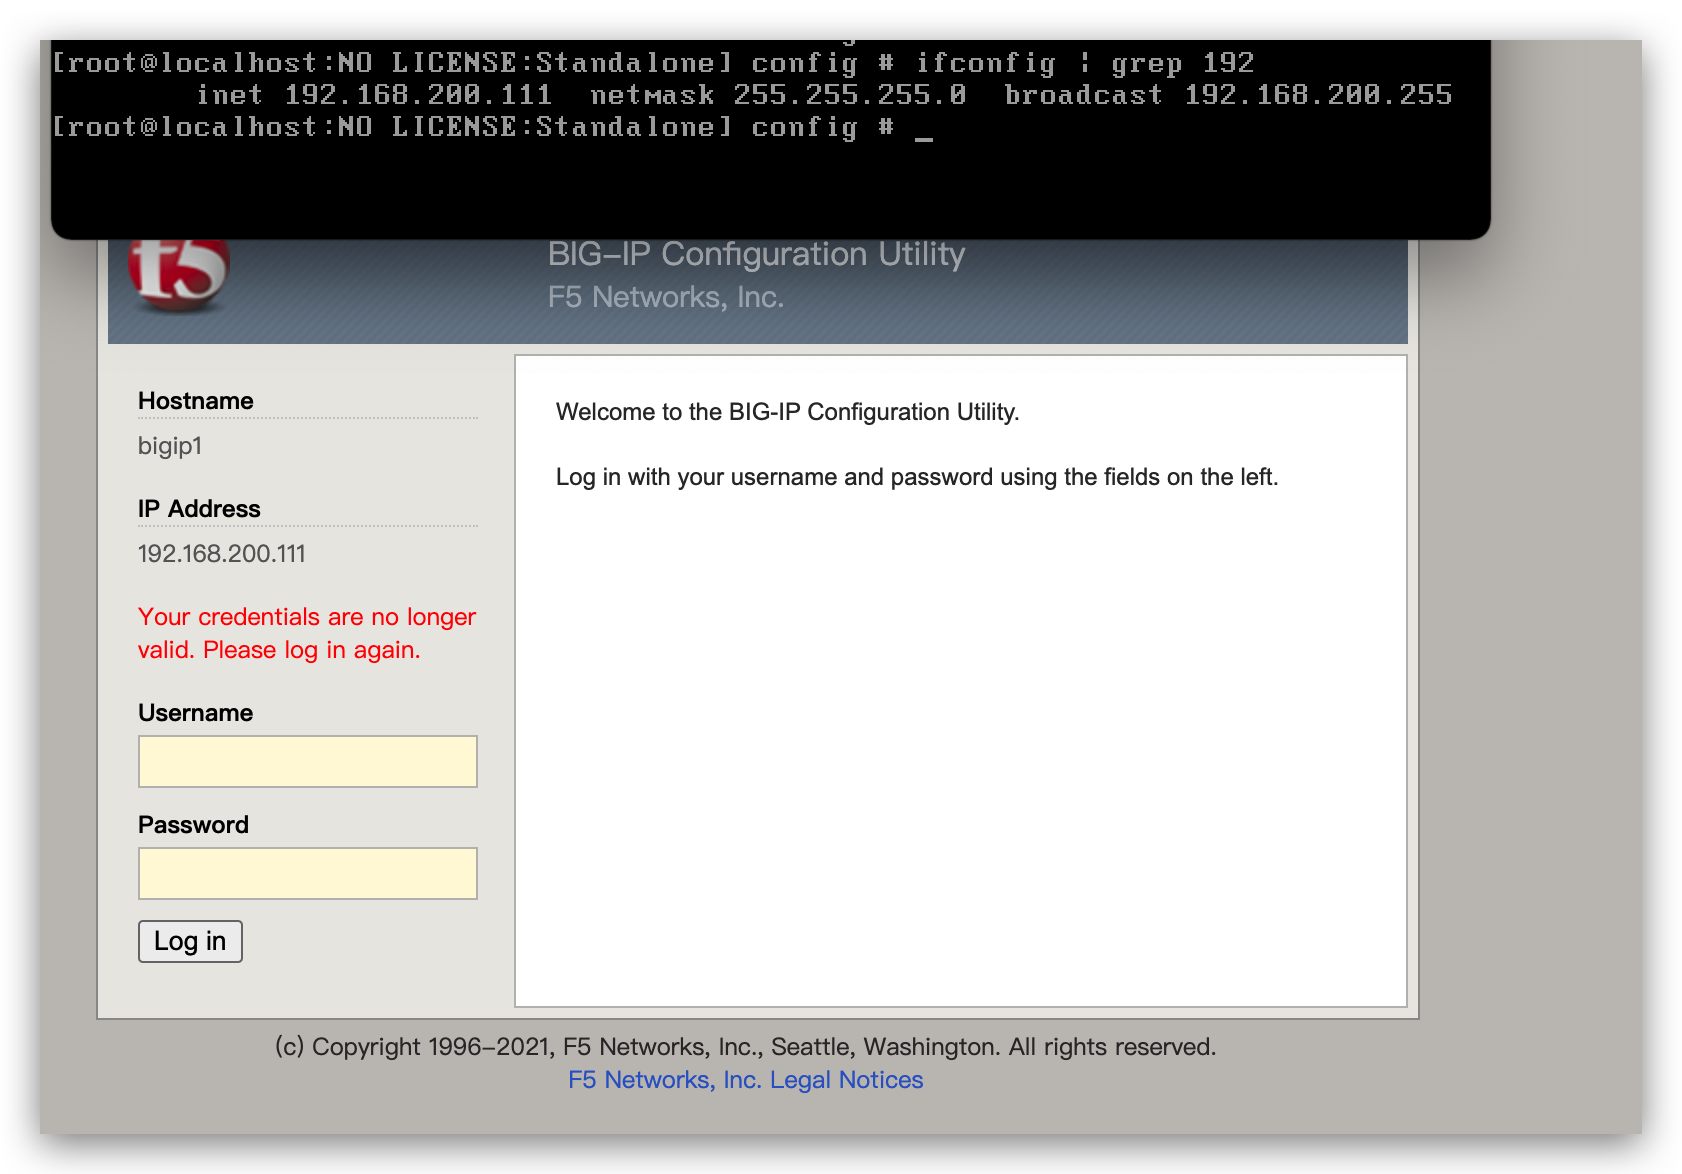 [root@localhost:NO LICENSE:Standalone] config # ifconfig | grep 192
inet 192.168.200.111  netmask 255.255.255.0  broadcast 192.168.200.255
[root@localhost:NO LICENSE:Standalone] config # _
f5
BIG-IP Configuration Utility
F5 Networks, Inc.
Hostname
bigip1
IP Address
192.168.200.111
Your credentials are no longer
valid. Please log in again.
Username
Password
Log in
Welcome to the BIG-IP Configuration Utility.
Log in with your username and password using the fields on the left.
(c) Copyright 1996-2021, F5 Networks, Inc., Seattle, Washington. All rights reserved.
F5 Networks, Inc. Legal Notices